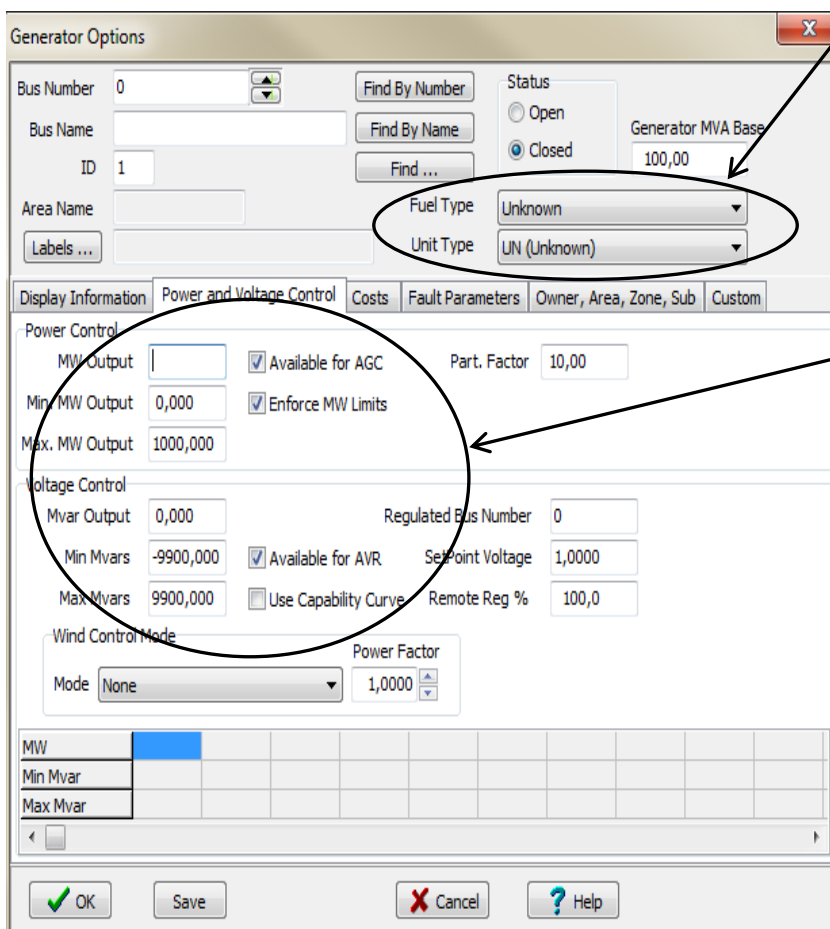 Generator Options
X
Bus Number 0 Find By Number Status
Open
Bus Name Find By Name Generator MVA Base
Closed 100,00
ID 1 Find ...
Area Name Fuel Type Unknown
Labels ... Unit Type UN (Unknown)
Display Information Power and Voltage Control Costs Fault Parameters Owner, Area, Zone, Sub Custom
Power Control
MW Output Available for AGC Part. Factor 10,00
Min. MW Output 0,000 Enforce MW Limits
Max. MW Output 1000,000
Voltage Control
Mvar Output 0,000 Regulated Bus Number 0
Min Mvars -9900,000 Available for AVR SetPoint Voltage 1,0000
Max Mvars 9900,000 Use Capability Curve Remote Reg % 100,0
Wind Control Mode
Power Factor
Mode None 1,0000
MW
Min Mvar
Max Mvar
OK Save Cancel ? Help